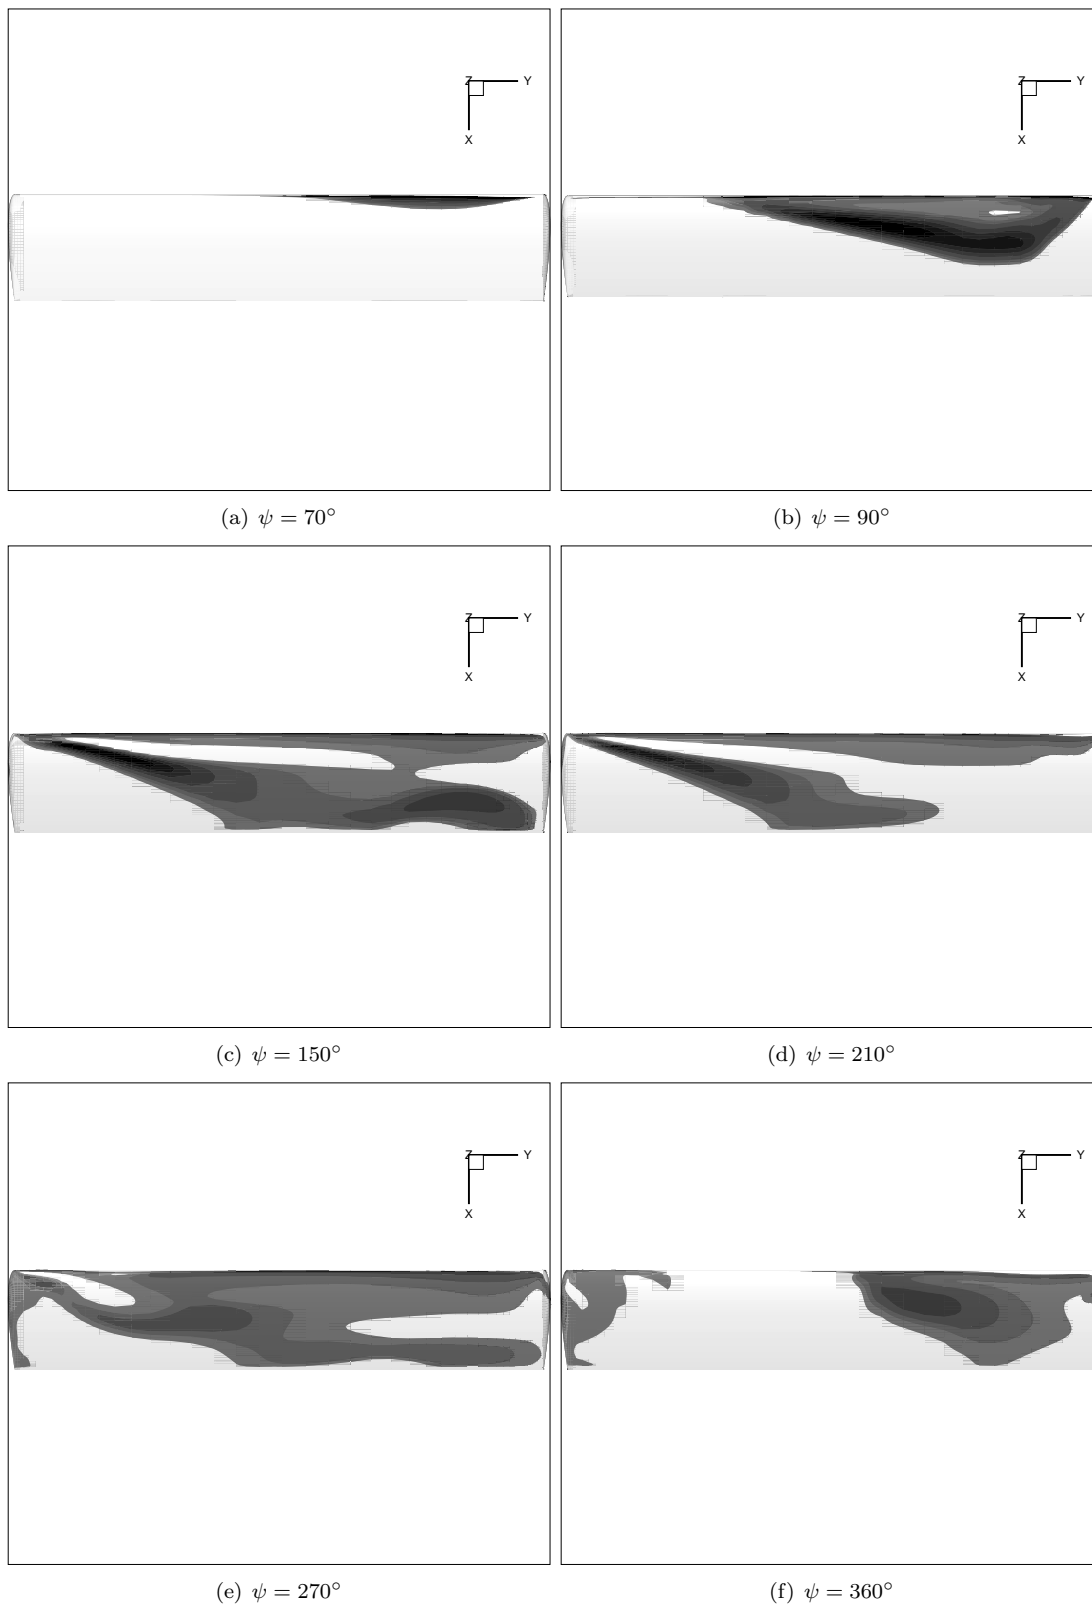 Z Y Z Y
X X
(a) ψ = 70° (b) ψ = 90°
Z Y Z Y
X X
(c) ψ = 150° (d) ψ = 210°
Z Y Z Y
X X
(e) ψ = 270° (f) ψ = 360°